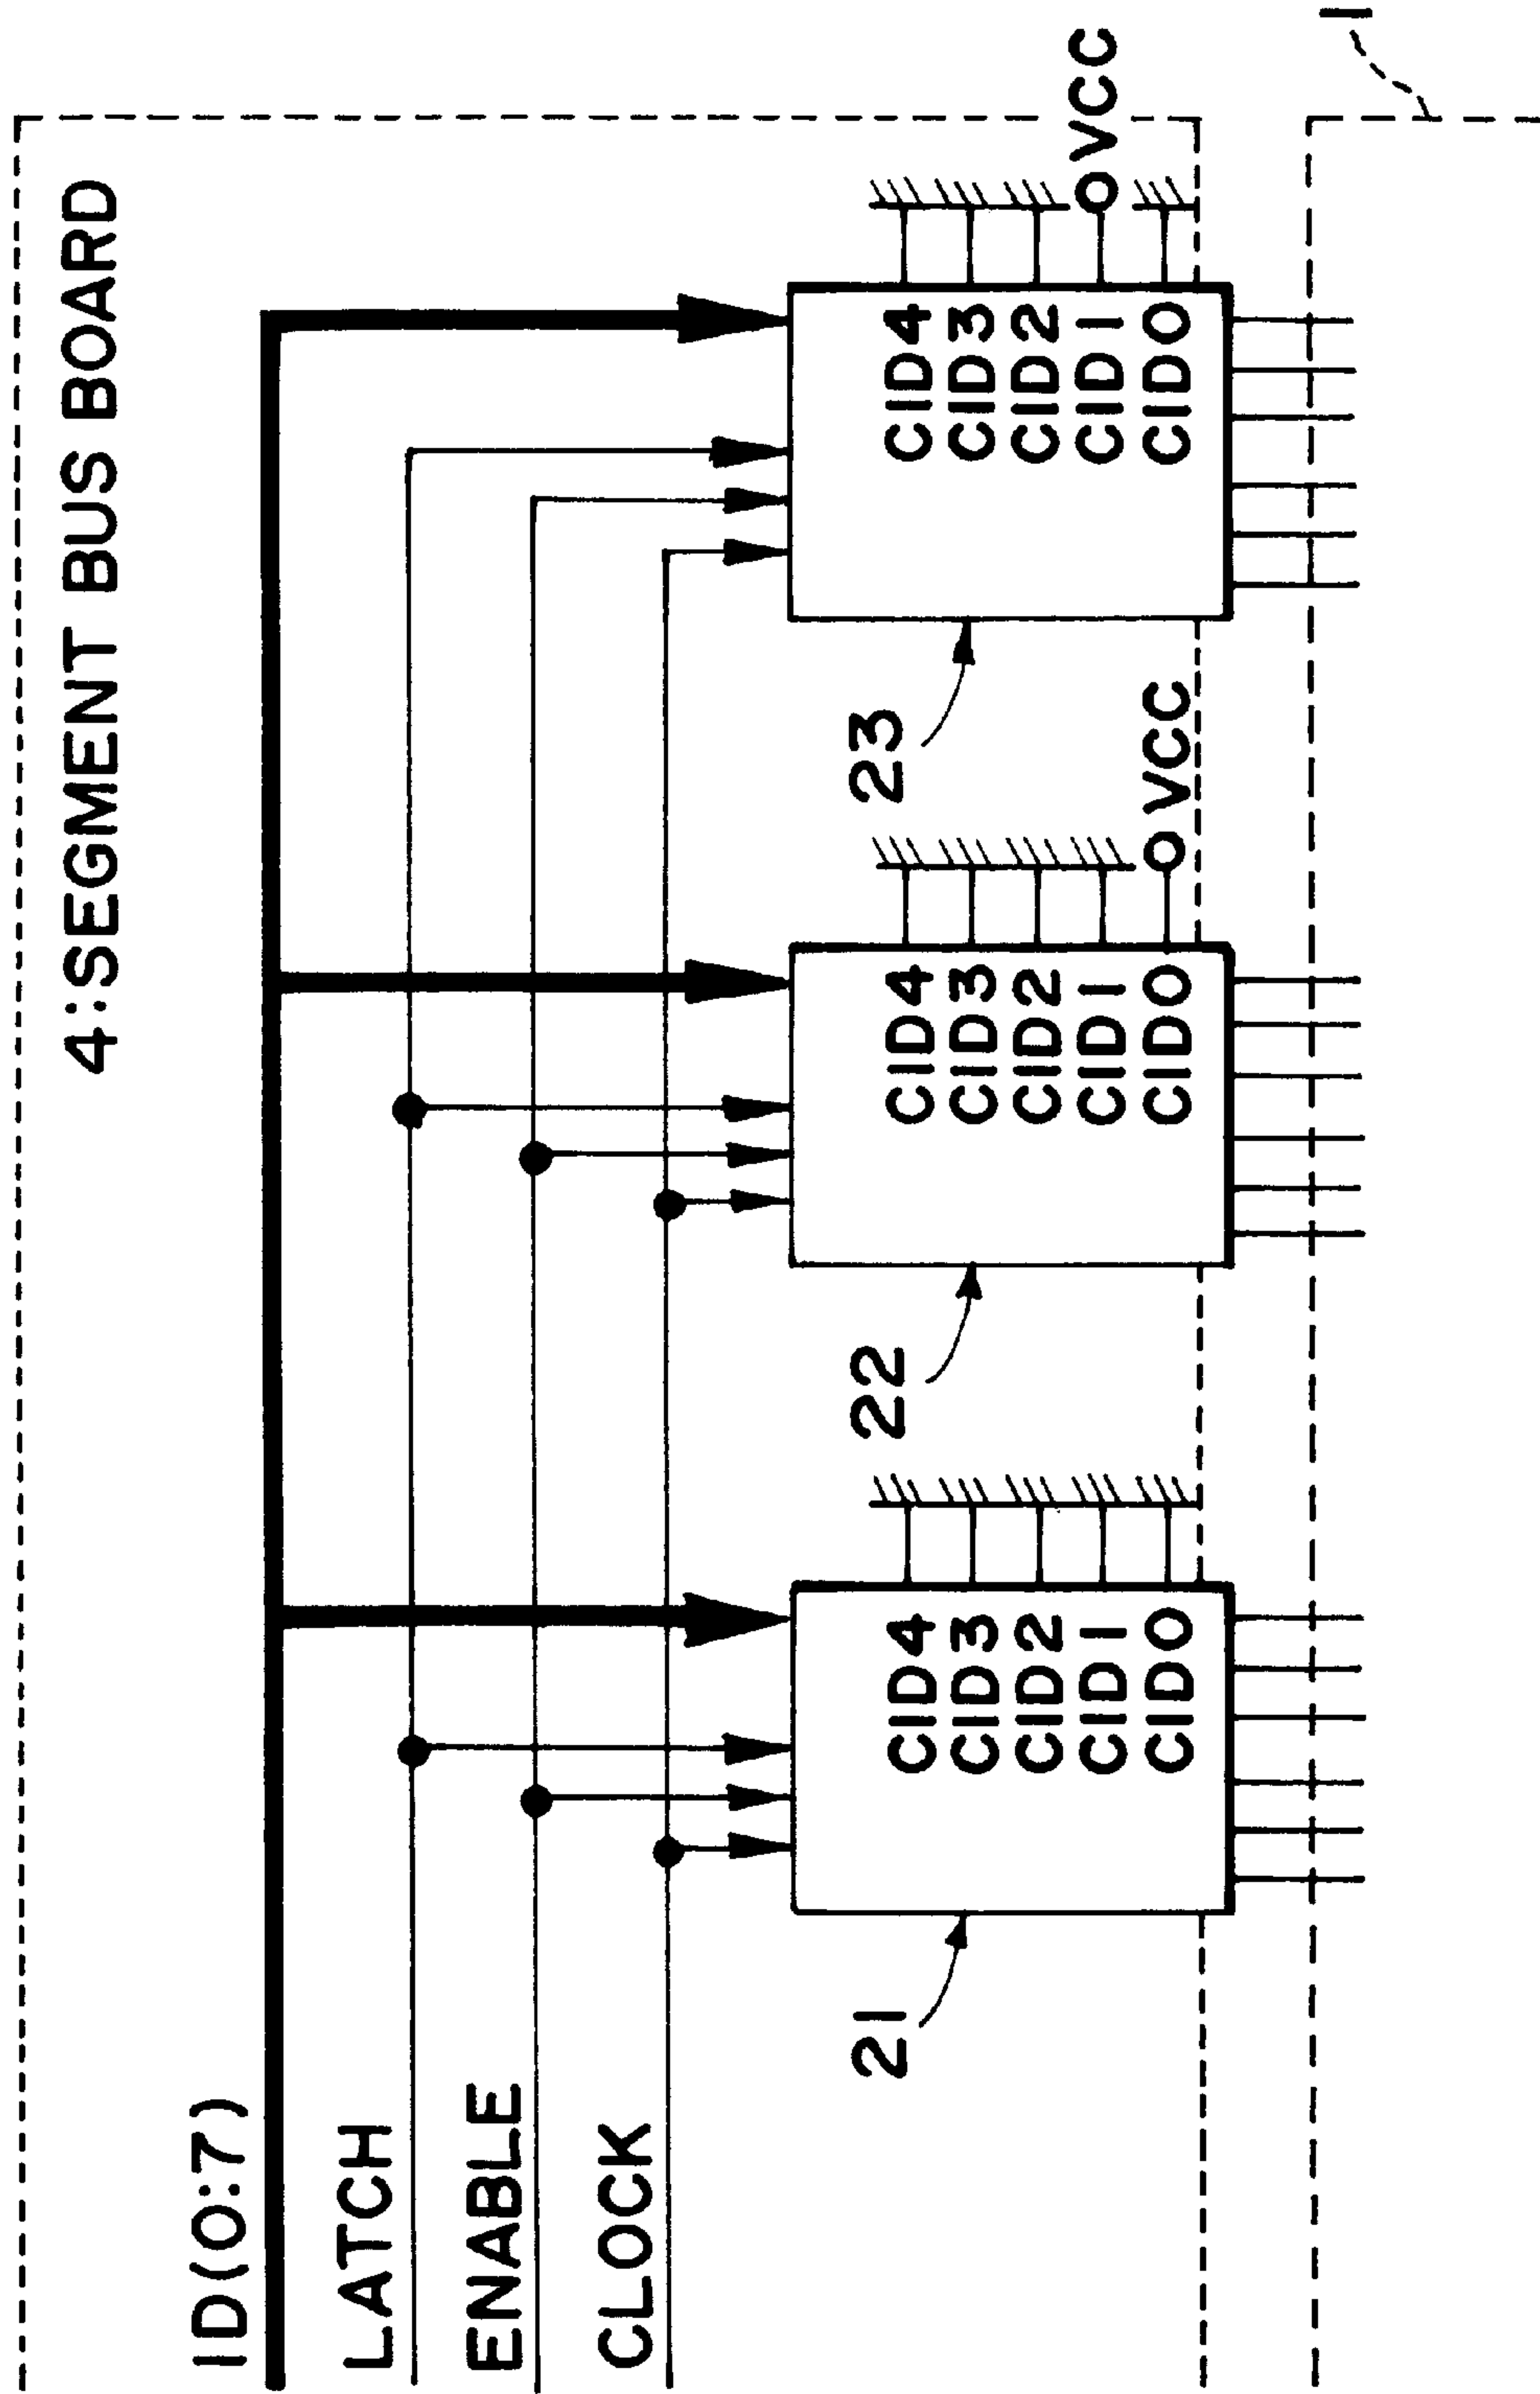 4:SEGMENT BUS BOARD
ID(0:7)
LATCH
ENABLE
CLOCK
21
CID4
CID3
CID2
CID1
CID0
22
CID4
CID3
CID2
CID1
CID0
VCC
23
CID4
CID3
CID2
CID1
CID0
VCC
1